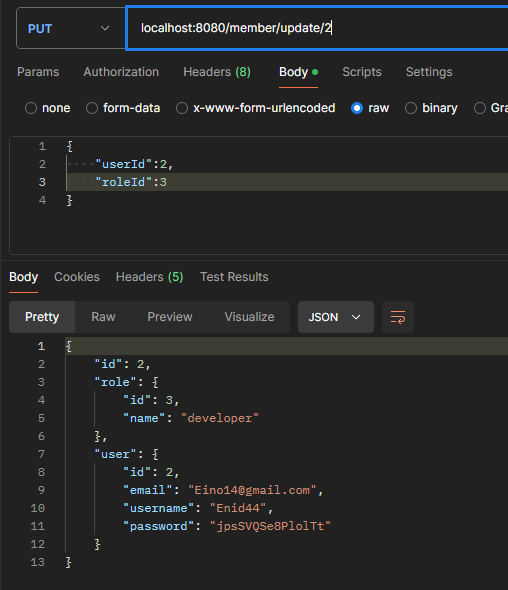 PUT localhost:8080/member/update/2
Params Authorization Headers (8) Body Scripts Settings
none form-data x-www-form-urlencoded raw binary Gra
1 {
2 "userId":2,
3 "roleId":3
4 }
Body Cookies Headers (5) Test Results
Pretty Raw Preview Visualize JSON
1 {
2 "id": 2,
3 "role": {
4 "id": 3,
5 "name": "developer"
6 },
7 "user": {
8 "id": 2,
9 "email": "Eino14@gmail.com",
10 "username": "Enid44",
11 "password": "jpsSVQSe8PlolTt"
12 }
13 }